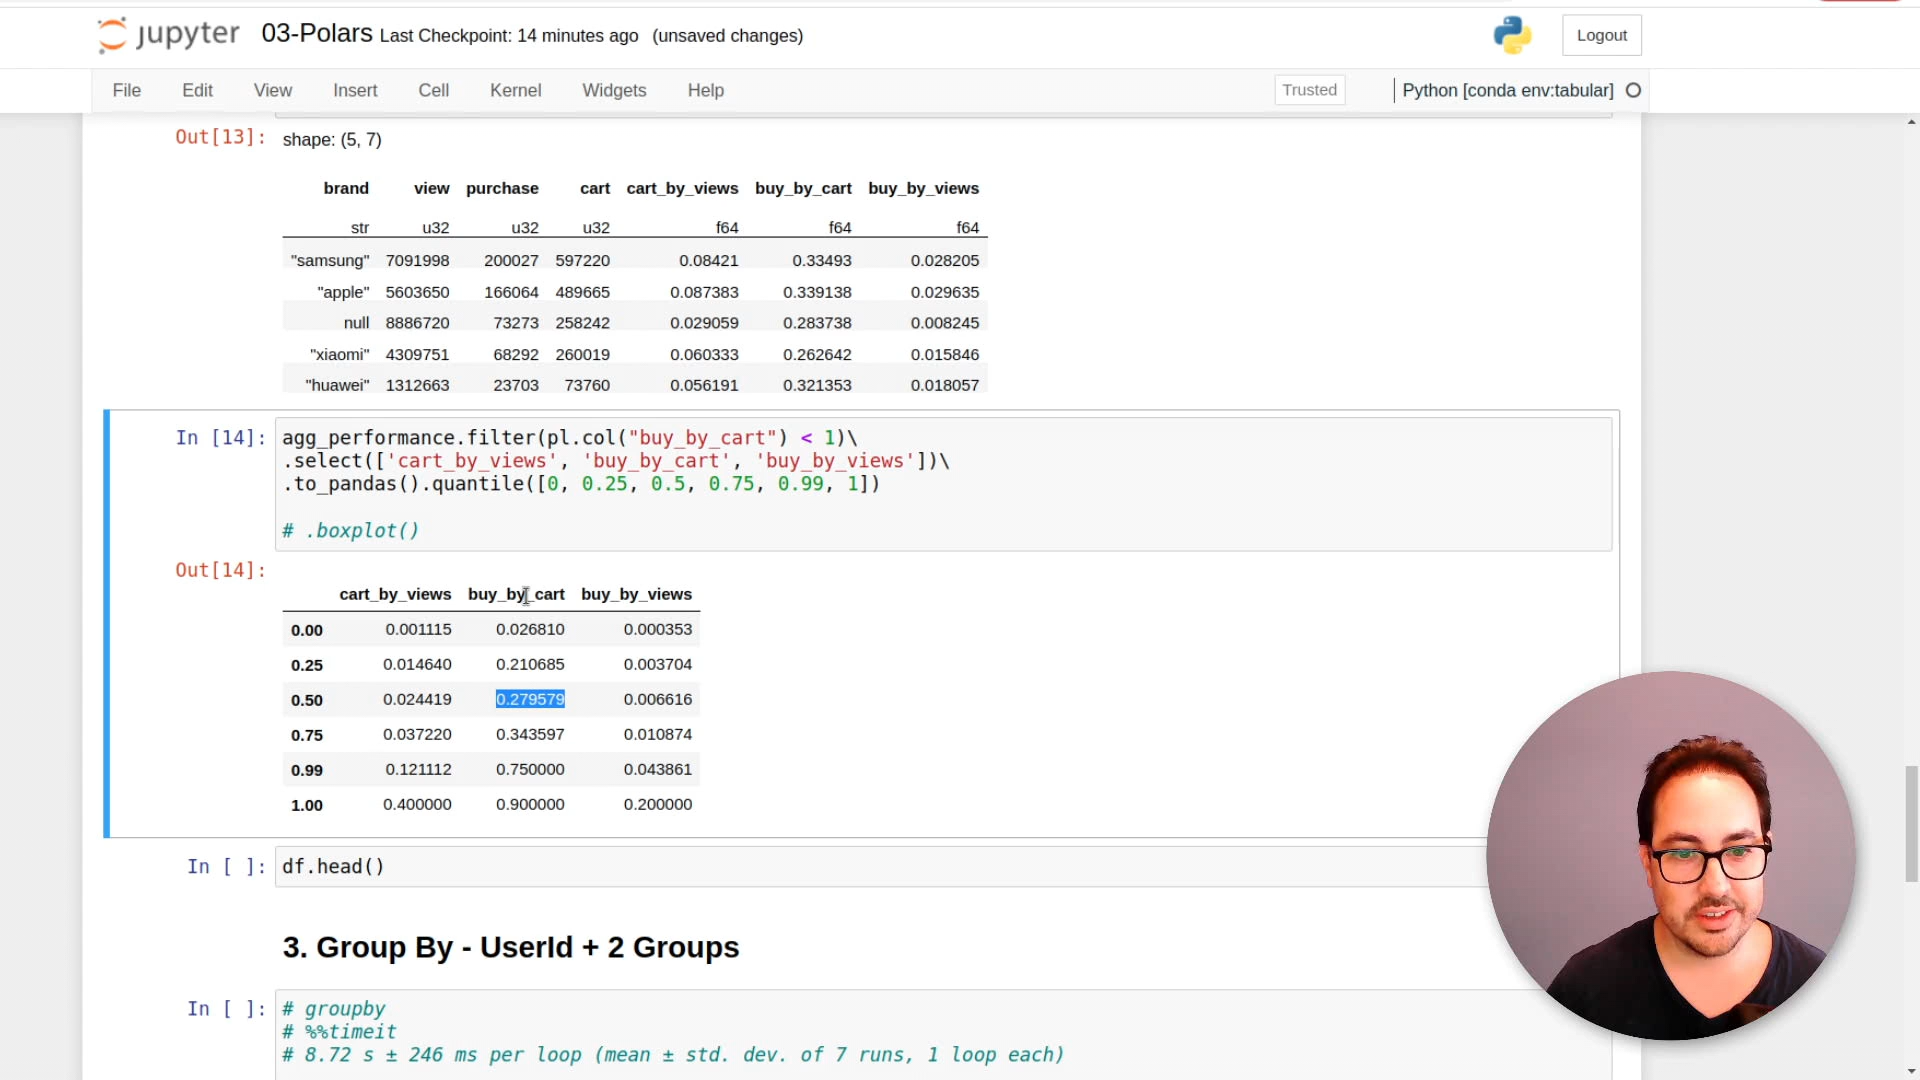 jupyter 03-Polars Last Checkpoint: 14 minutes ago (unsaved changes) Logout
File Edit View Insert Cell Kernel Widgets Help Trusted Python [conda env:tabular]
Out[13]: shape: (5, 7)
brand view purchase cart cart_by_views buy_by_cart buy_by_views
str u32 u32 u32 f64 f64 f64
"samsung" 7091998 200027 597220 0.08421 0.33493 0.028205
"apple" 5603650 166064 489665 0.087383 0.339138 0.029635
null 8886720 73273 258242 0.029059 0.283738 0.008245
"xiaomi" 4309751 68292 260019 0.060333 0.262642 0.015846
"huawei" 1312663 23703 73760 0.056191 0.321353 0.018057
In [14]: agg_performance.filter(pl.col("buy_by_cart") < 1)\
.select(['cart_by_views', 'buy_by_cart', 'buy_by_views'])\
.to_pandas().quantile([0, 0.25, 0.5, 0.75, 0.99, 1])
# .boxplot()
Out[14]:
cart_by_views buy_by_cart buy_by_views
0.00 0.001115 0.026810 0.000353
0.25 0.014640 0.210685 0.003704
0.50 0.024419 0.279579 0.006616
0.75 0.037220 0.343597 0.010874
0.99 0.121112 0.750000 0.043861
1.00 0.400000 0.900000 0.200000
In [ ]: df.head()
3. Group By - UserId + 2 Groups
In [ ]: # groupby
# %%timeit
# 8.72 s ± 246 ms per loop (mean ± std. dev. of 7 runs, 1 loop each)